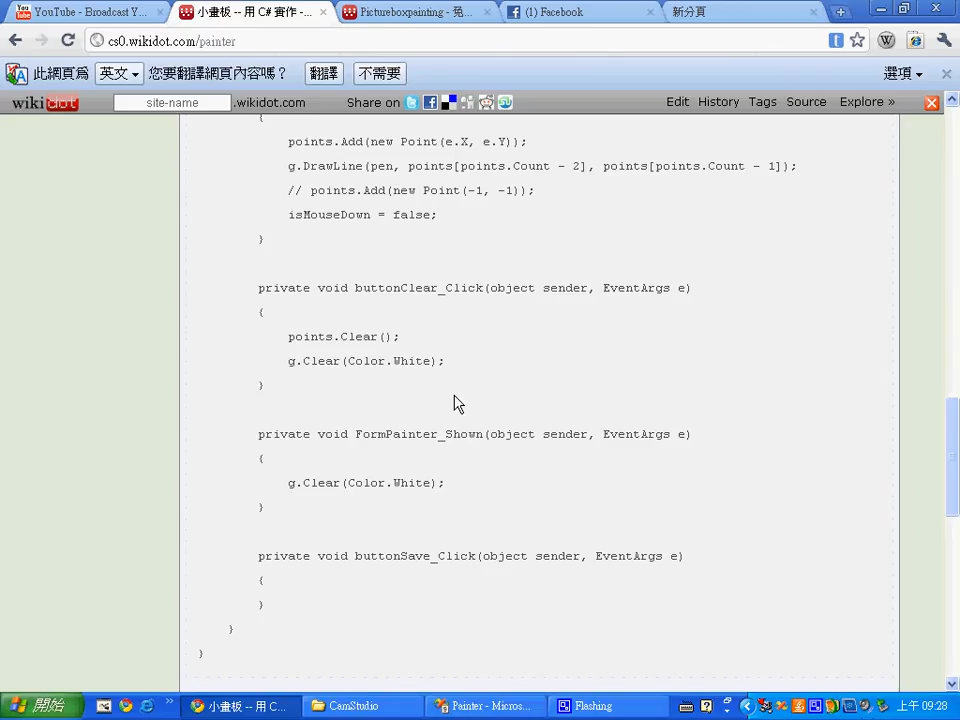 YouTube - Broadcast Y...
小畫板 -- 用 C# 實作 -...
Pictureboxpainting - 免...
(1) Facebook
新分頁
cs0.wikidot.com/painter
此網頁為 英文 您要翻譯網頁內容嗎？ 翻譯 不需要 選項
wikidot site-name .wikidot.com Share on Edit History Tags Source Explore »
{
points.Add(new Point(e.X, e.Y));
g.DrawLine(pen, points[points.Count - 2], points[points.Count - 1]);
// points.Add(new Point(-1, -1));
isMouseDown = false;
}
private void buttonClear_Click(object sender, EventArgs e)
{
points.Clear();
g.Clear(Color.White);
}
private void FormPainter_Shown(object sender, EventArgs e)
{
g.Clear(Color.White);
}
private void buttonSave_Click(object sender, EventArgs e)
{
}
}
}
開始 小畫板 -- 用 C... CamStudio Painter - Micros... Flashing 上午 09:28